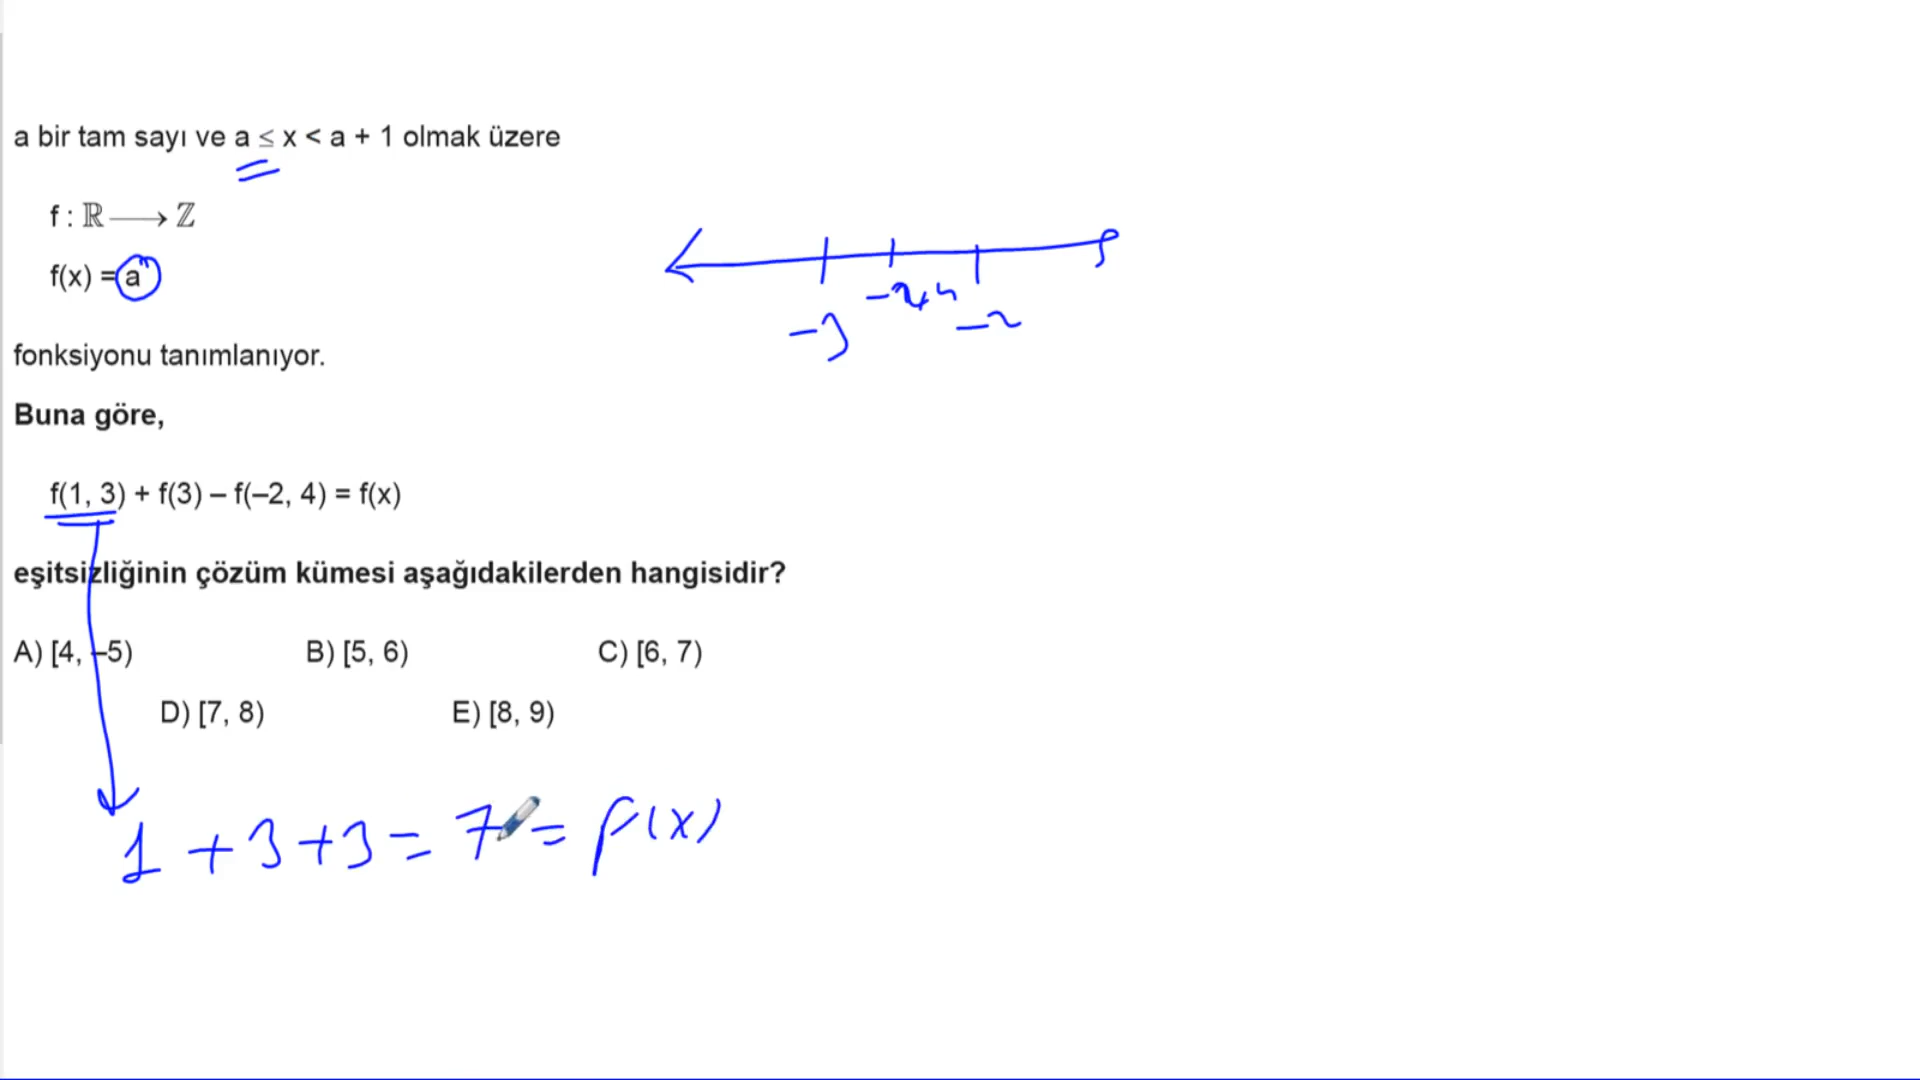 a bir tam sayı ve a ≤ x < a + 1 olmak üzere
f : ℝ ⟶ ℤ
f(x) = a
-3 -2,4 -2
fonksiyonu tanımlanıyor.
Buna göre,
f(1, 3) + f(3) – f(–2, 4) = f(x)
eşitsizliğinin çözüm kümesi aşağıdakilerden hangisidir?
A) [4, –5) B) [5, 6) C) [6, 7)
D) [7, 8) E) [8, 9)
1 + 3 + 3 = 7 = f(x)